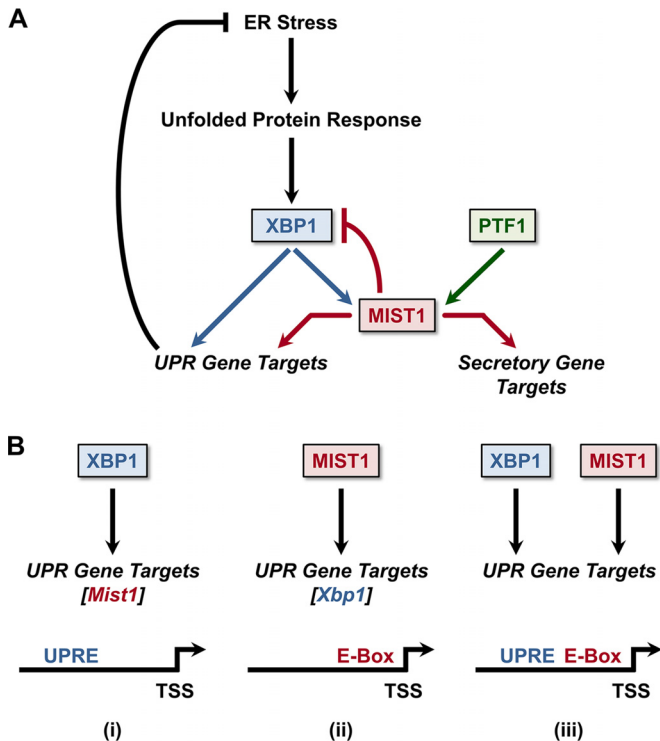 A
ER Stress
Unfolded Protein Response
XBP1
PTF1
MIST1
UPR Gene Targets
Secretory Gene
Targets
B
XBP1
MIST1
XBP1
MIST1
UPR Gene Targets
[Mist1]
UPR Gene Targets
[Xbp1]
UPR Gene Targets
UPRE
TSS
E-Box
TSS
UPRE
E-Box
TSS
(i)
(ii)
(iii)